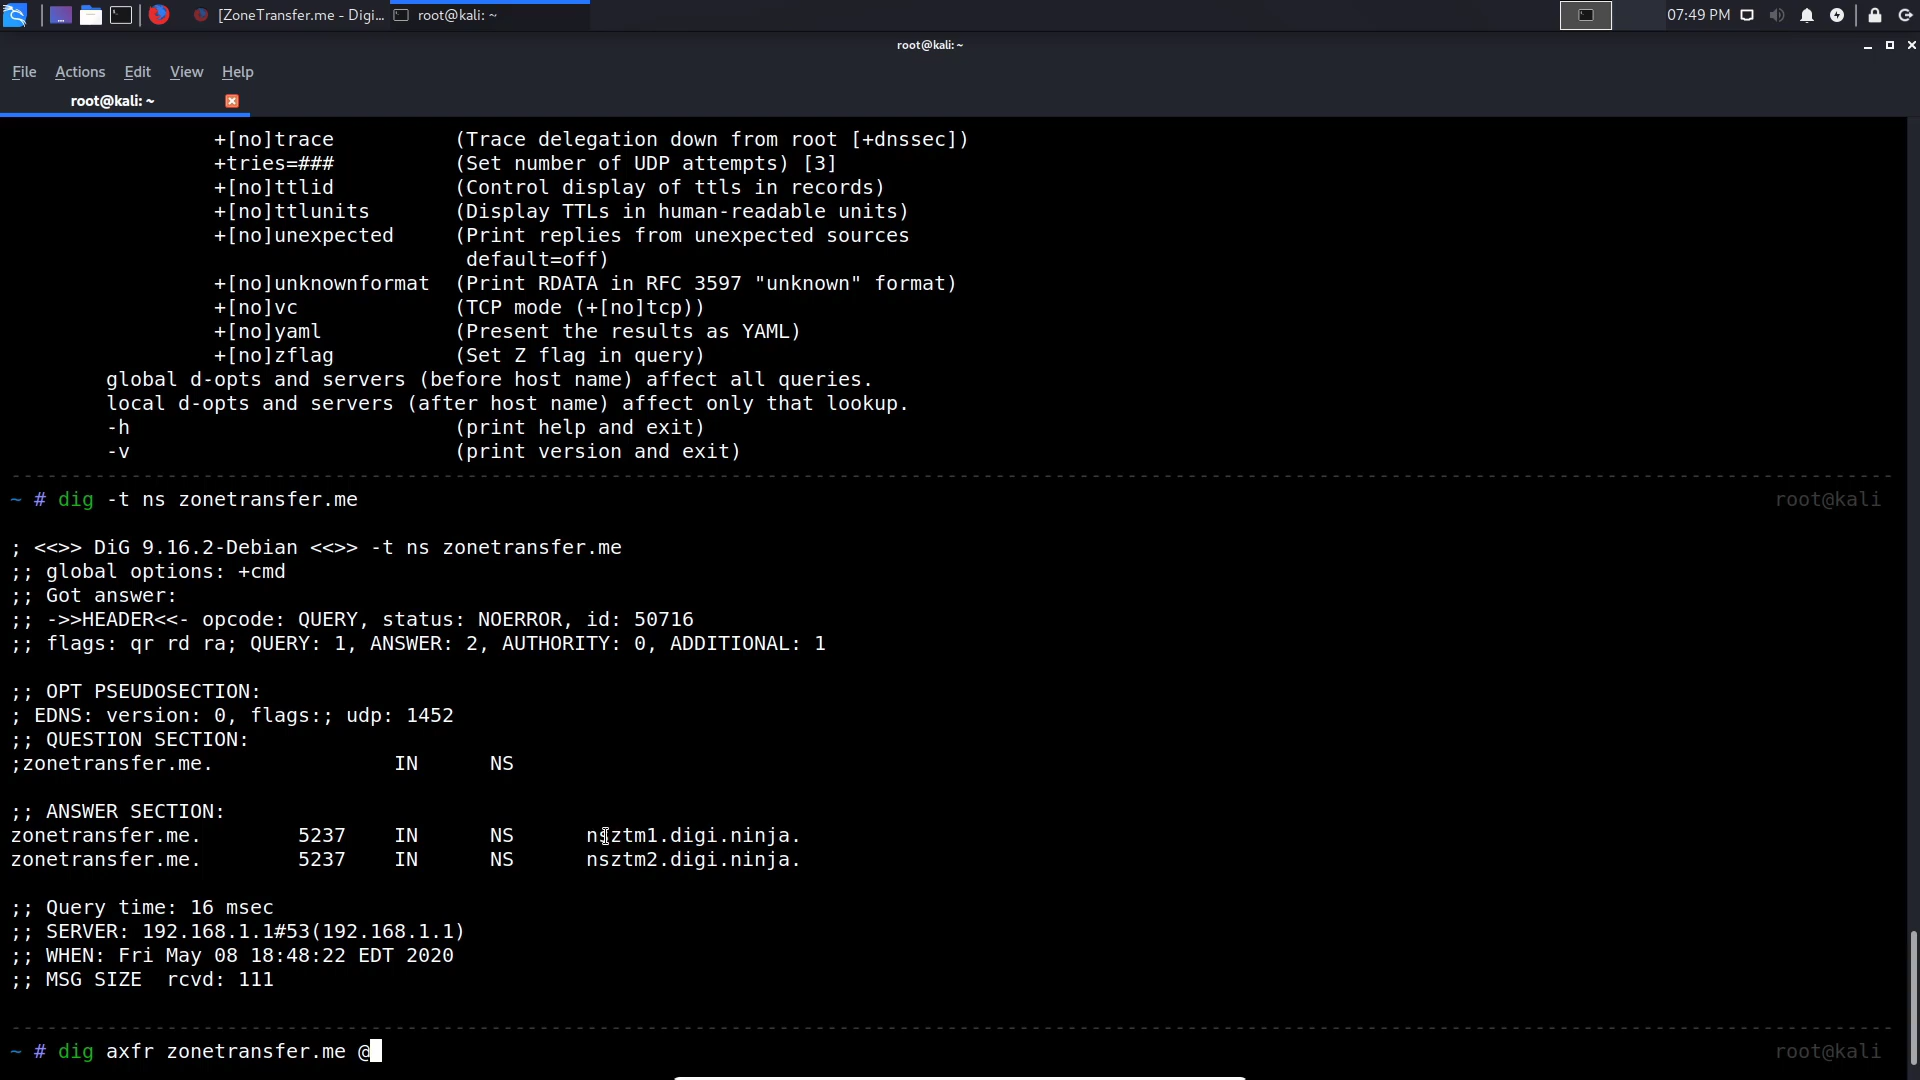 [ZoneTransfer.me - Digi... root@kali: ~ 07:49 PM
root@kali: ~
File Actions Edit View Help
root@kali: ~
+[no]trace (Trace delegation down from root [+dnssec])
+tries=### (Set number of UDP attempts) [3]
+[no]ttlid (Control display of ttls in records)
+[no]ttlunits (Display TTLs in human-readable units)
+[no]unexpected (Print replies from unexpected sources
default=off)
+[no]unknownformat (Print RDATA in RFC 3597 "unknown" format)
+[no]vc (TCP mode (+[no]tcp))
+[no]yaml (Present the results as YAML)
+[no]zflag (Set Z flag in query)
global d-opts and servers (before host name) affect all queries.
local d-opts and servers (after host name) affect only that lookup.
-h (print help and exit)
-v (print version and exit)
~ # dig -t ns zonetransfer.me root@kali
; <<>> DiG 9.16.2-Debian <<>> -t ns zonetransfer.me
;; global options: +cmd
;; Got answer:
;; ->>HEADER<<- opcode: QUERY, status: NOERROR, id: 50716
;; flags: qr rd ra; QUERY: 1, ANSWER: 2, AUTHORITY: 0, ADDITIONAL: 1
;; OPT PSEUDOSECTION:
; EDNS: version: 0, flags:; udp: 1452
;; QUESTION SECTION:
;zonetransfer.me. IN NS
;; ANSWER SECTION:
zonetransfer.me. 5237 IN NS nsztm1.digi.ninja.
zonetransfer.me. 5237 IN NS nsztm2.digi.ninja.
;; Query time: 16 msec
;; SERVER: 192.168.1.1#53(192.168.1.1)
;; WHEN: Fri May 08 18:48:22 EDT 2020
;; MSG SIZE  rcvd: 111
~ # dig axfr zonetransfer.me @ root@kali